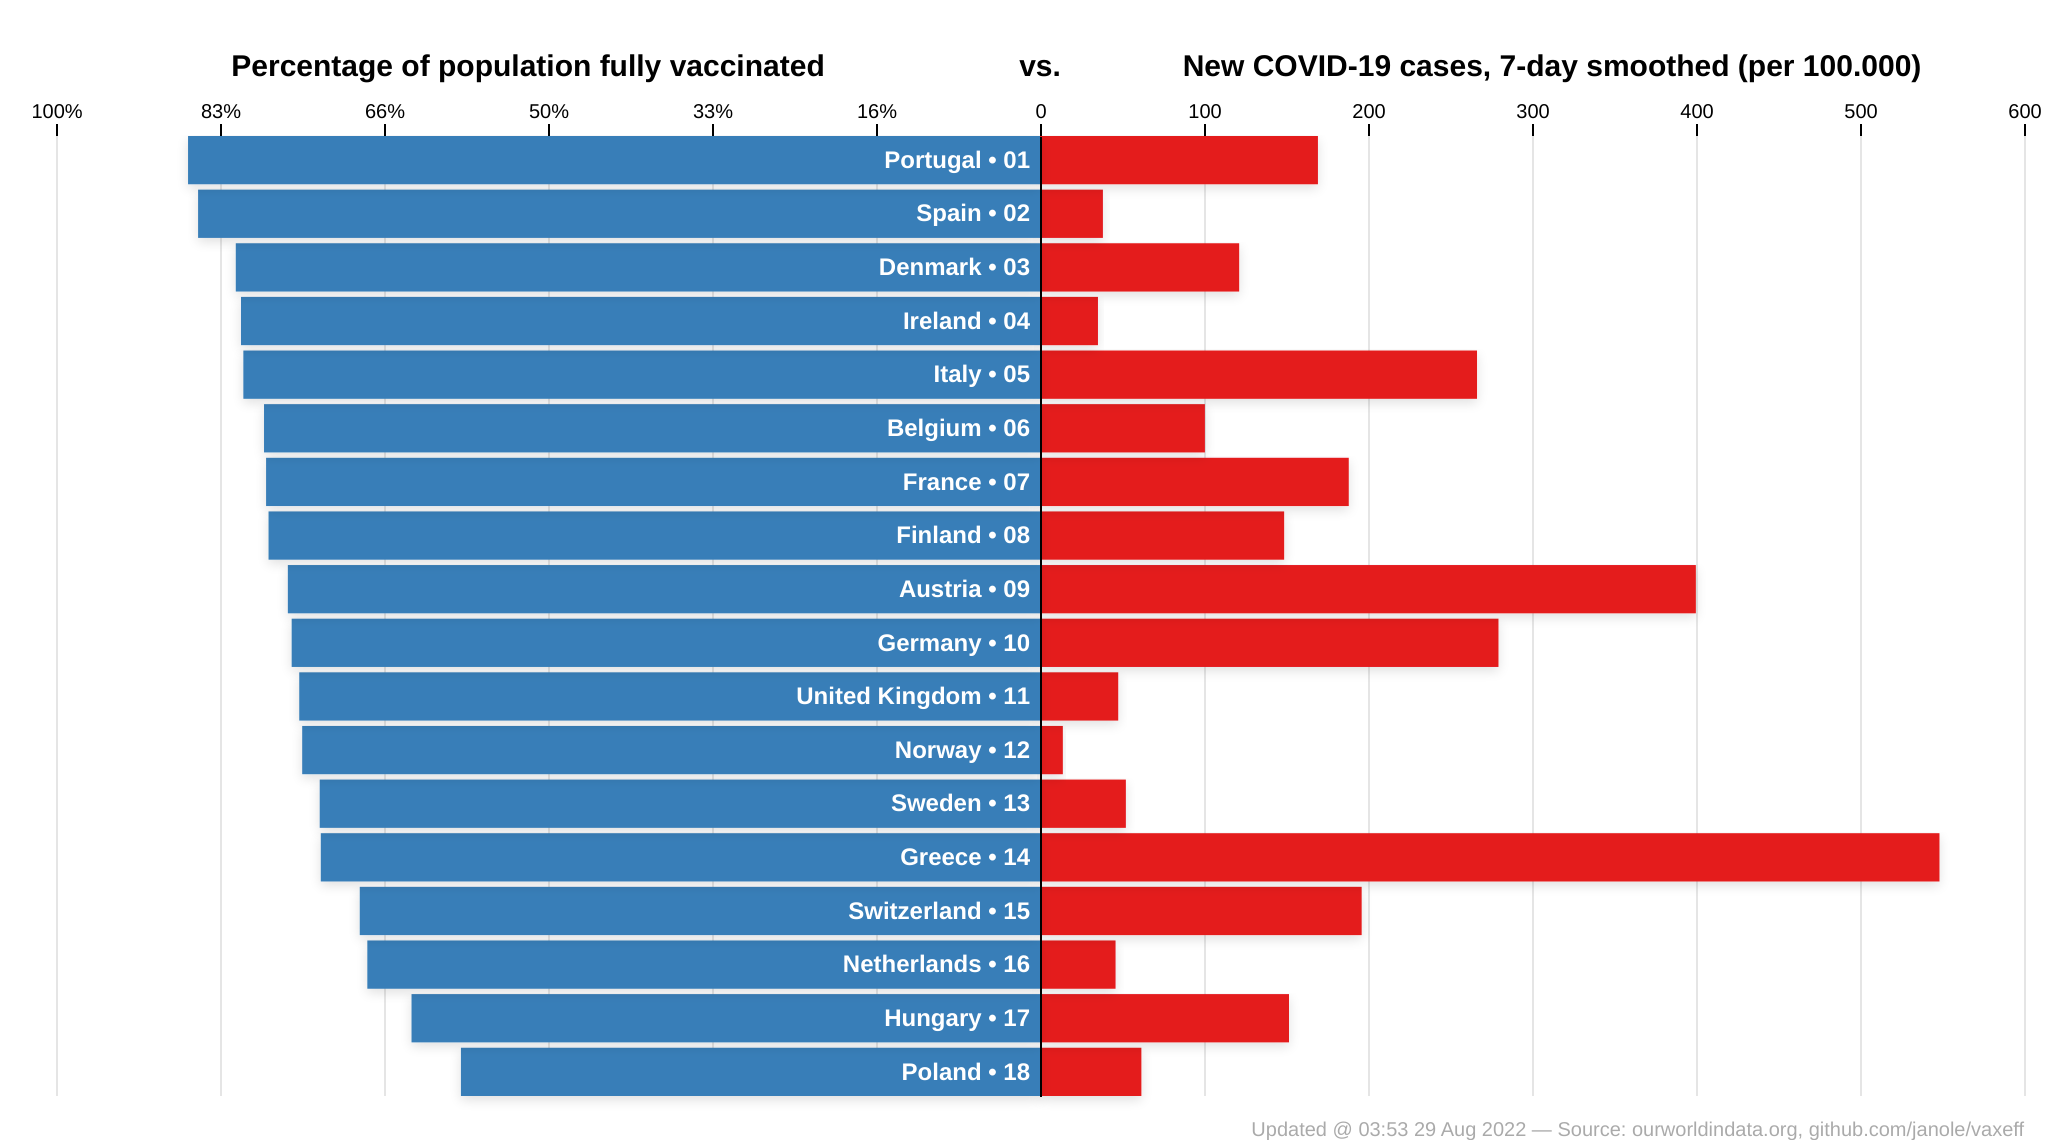 Percentage of population fully vaccinated vs. New COVID-19 cases, 7-day smoothed (per 100.000)
100% 83% 66% 50% 33% 16% 0 100 200 300 400 500 600
Portugal • 01
Spain • 02
Denmark • 03
Ireland • 04
Italy • 05
Belgium • 06
France • 07
Finland • 08
Austria • 09
Germany • 10
United Kingdom • 11
Norway • 12
Sweden • 13
Greece • 14
Switzerland • 15
Netherlands • 16
Hungary • 17
Poland • 18
Updated @ 03:53 29 Aug 2022 — Source: ourworldindata.org, github.com/janole/vaxeff